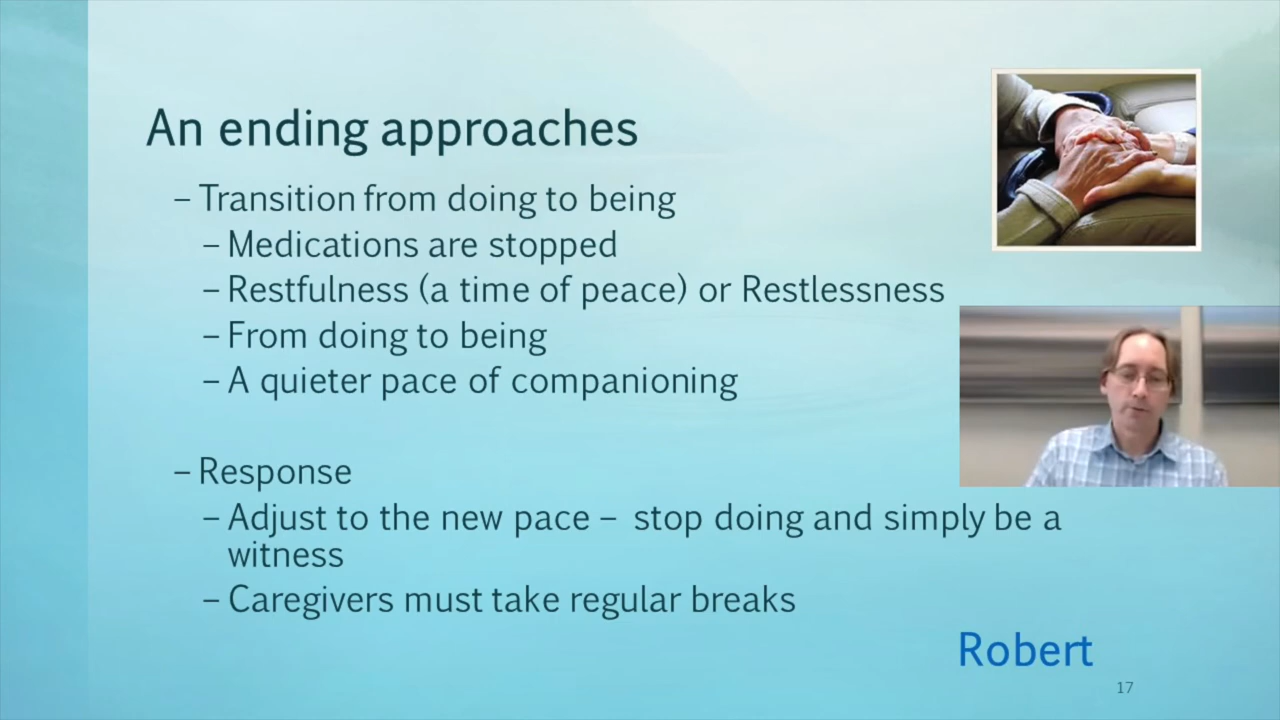 An ending approaches
– Transition from doing to being
– Medications are stopped
– Restfulness (a time of peace) or Restlessness
– From doing to being
– A quieter pace of companioning
– Response
– Adjust to the new pace – stop doing and simply be a
witness
– Caregivers must take regular breaks
Robert
17